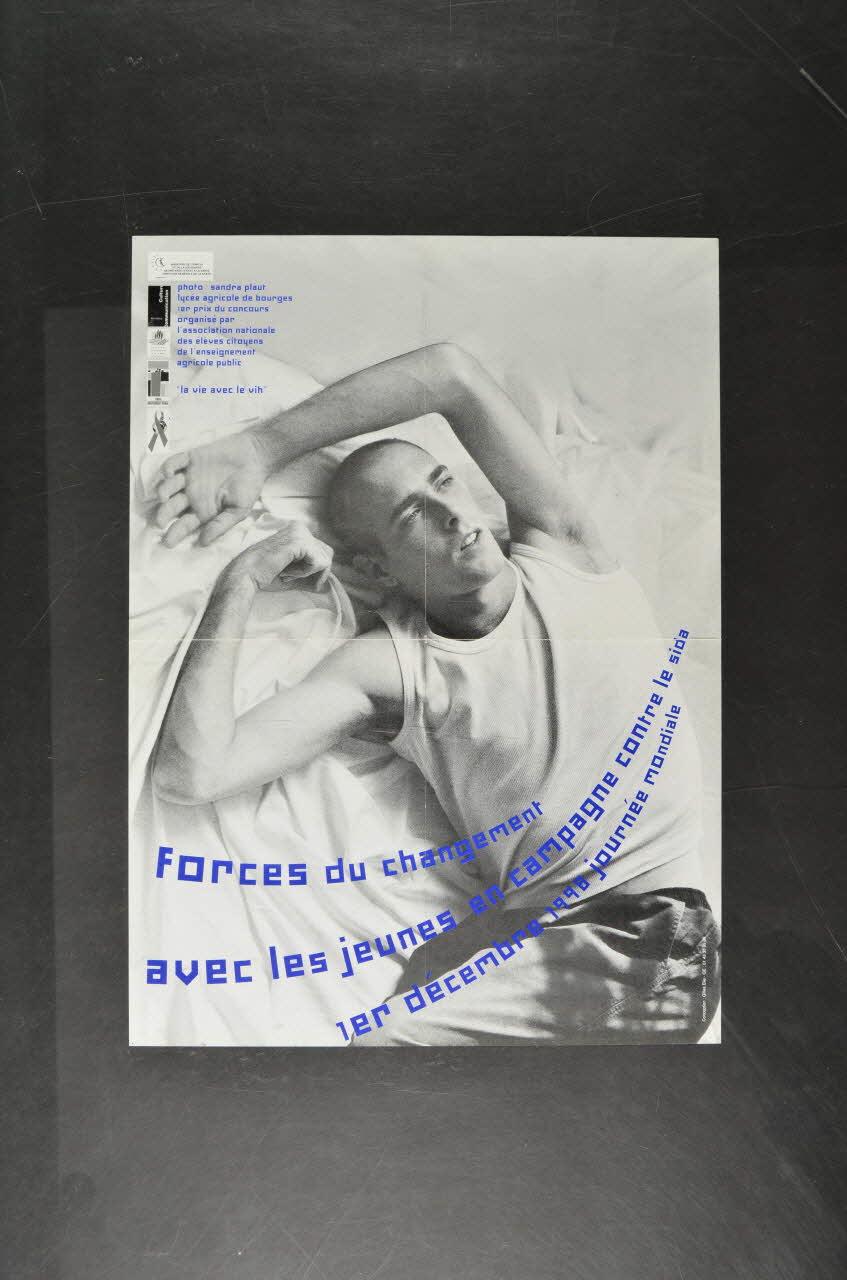 photo sandra plaut
lycée agricole de bourges
1er prix du concours
organisé par
l'association nationale
des elèves citoyens
de l'enseignement
agricole public
"la vie avec le vih"
forces du changement
avec les jeunes en campagne contre le sida
1er décembre 1998 journée mondiale